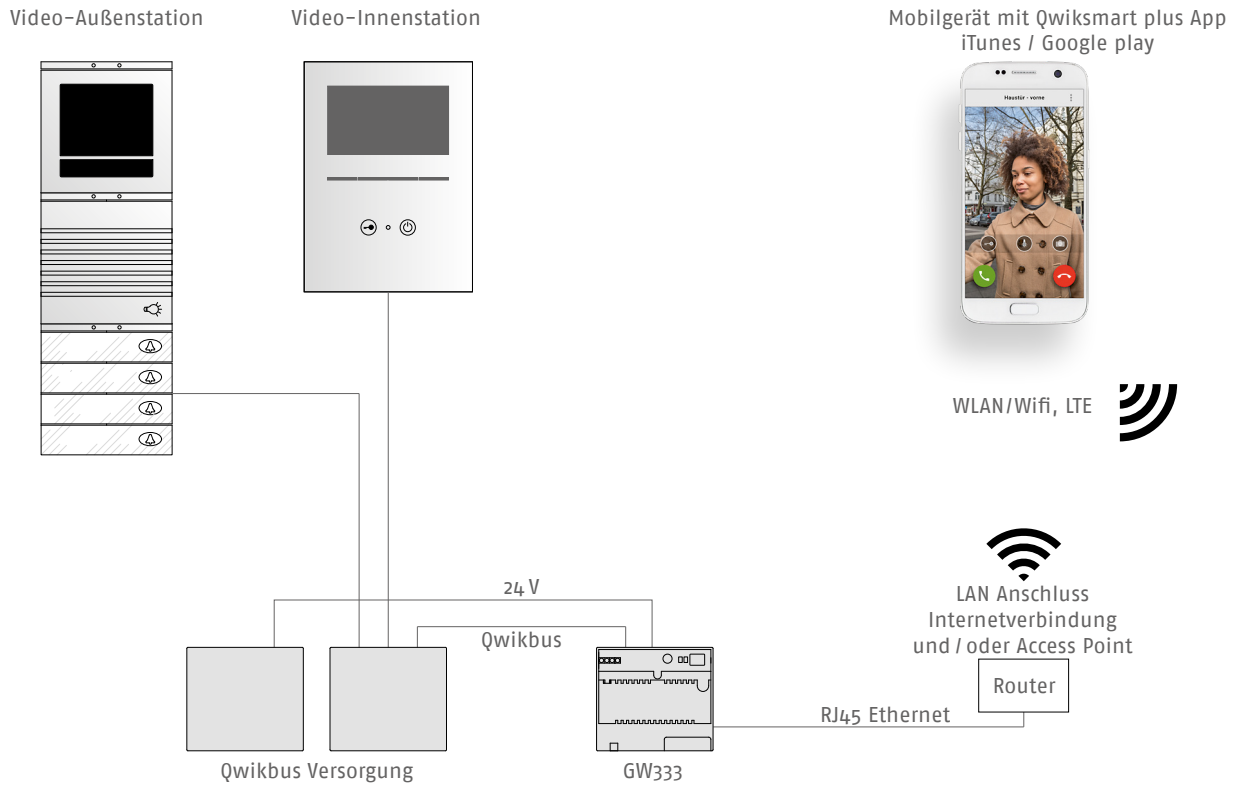 Video-Außenstation
Video-Innenstation
Mobilgerät mit Qwiksmart plus App
iTunes / Google play
Haustür - vorne
WLAN/Wifi, LTE
24 V
Qwikbus
LAN Anschluss
Internetverbindung
und / oder Access Point
Router
RJ45 Ethernet
Qwikbus Versorgung
GW333